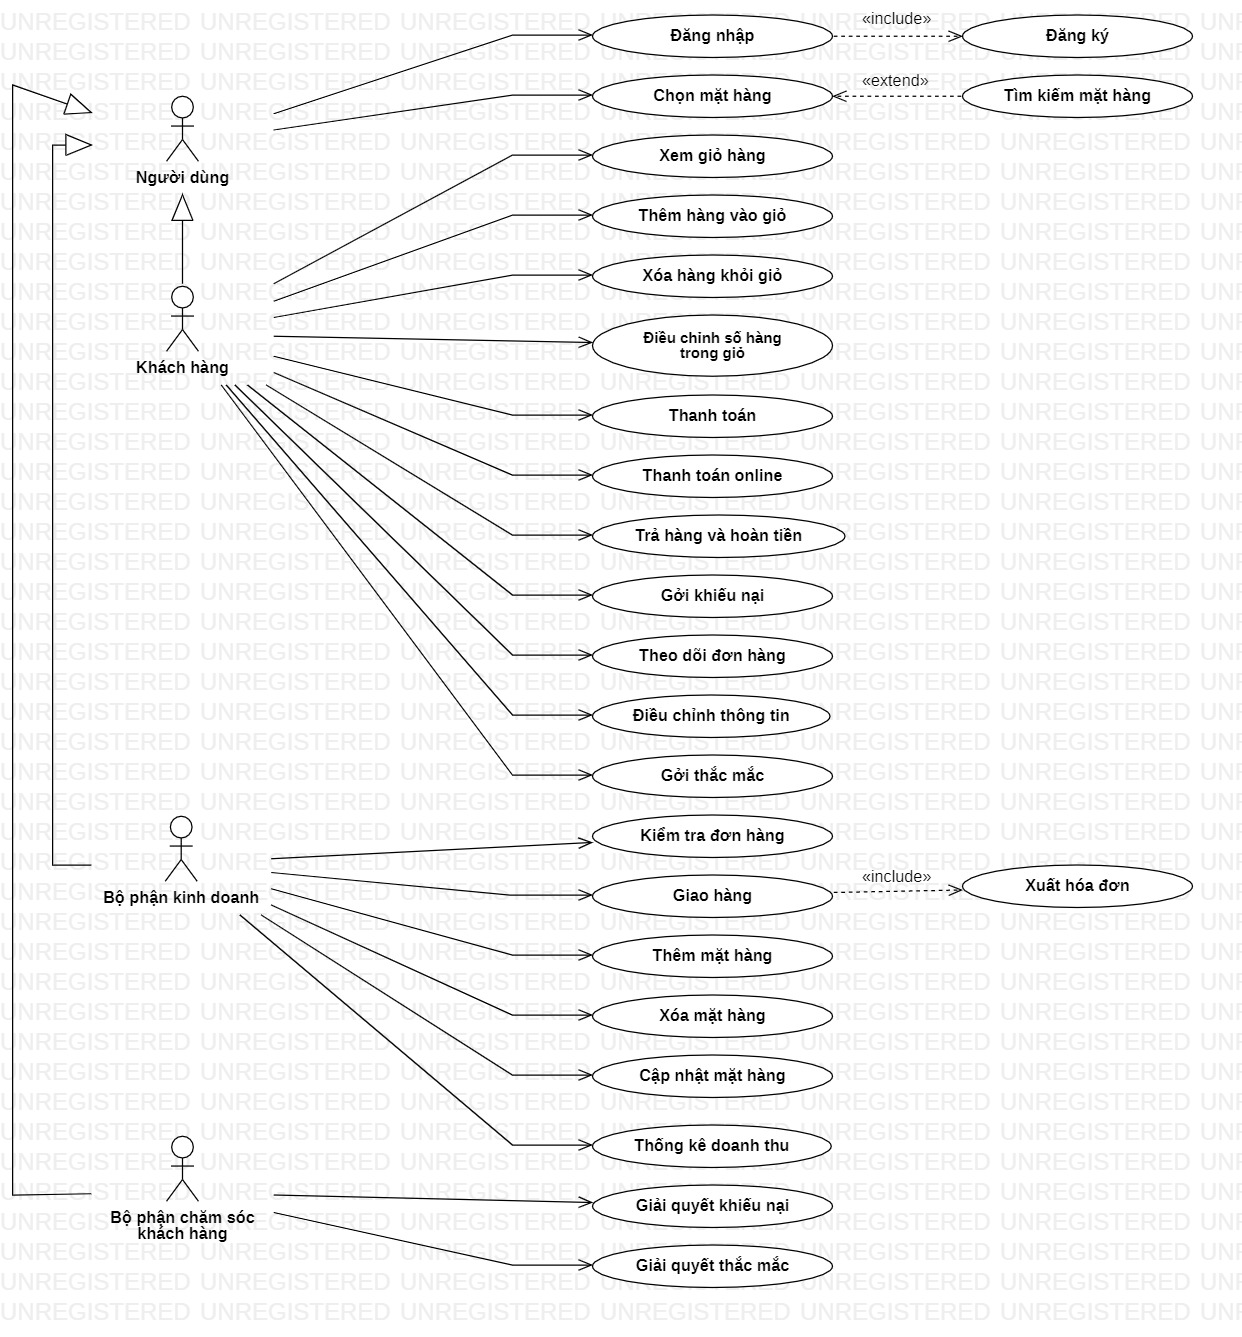 «include»
Đăng nhập
Đăng ký
«extend»
Chọn mặt hàng
Tìm kiếm mặt hàng
Người dùng
Xem giỏ hàng
Thêm hàng vào giỏ
Xóa hàng khỏi giỏ
Khách hàng
Điều chỉnh số hàng
trong giỏ
Thanh toán
Thanh toán online
Trả hàng và hoàn tiền
Gởi khiếu nại
Theo dõi đơn hàng
Điều chỉnh thông tin
Gởi thắc mắc
Kiểm tra đơn hàng
Bộ phận kinh doanh
Giao hàng
«include»
Xuất hóa đơn
Thêm mặt hàng
Xóa mặt hàng
Cập nhật mặt hàng
Thống kê doanh thu
Bộ phận chăm sóc
khách hàng
Giải quyết khiếu nại
Giải quyết thắc mắc
UNREGISTERED